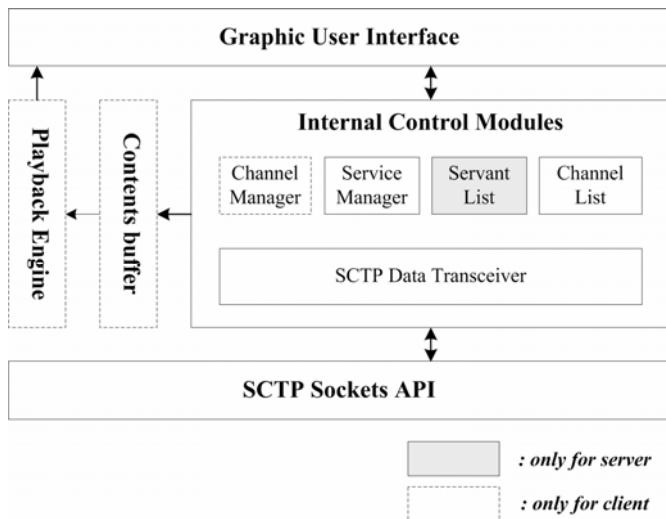 Graphic User Interface
Playback Engine
Contents buffer
Internal Control Modules
Channel
Manager
Service
Manager
Servant
List
Channel
List
SCTP Data Transceiver
SCTP Sockets API
: only for server
: only for client